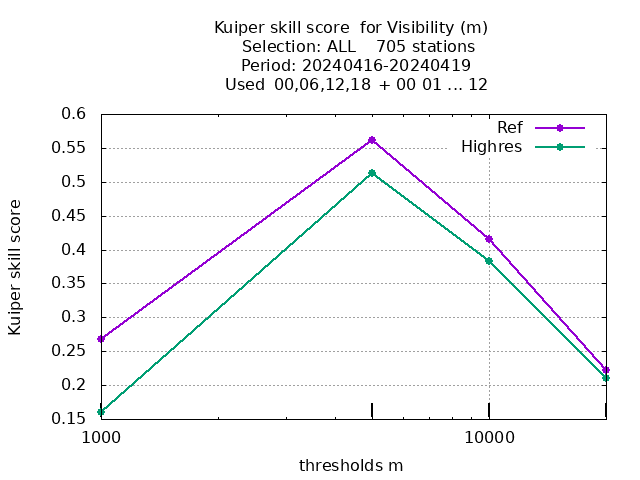 Kuiper skill score  for Visibility (m)
Selection: ALL    705 stations
Period: 20240416-20240419
Used  00,06,12,18 + 00 01 ... 12
Ref
Highres
Kuiper skill score
0.6
0.55
0.5
0.45
0.4
0.35
0.3
0.25
0.2
0.15
1000
10000
thresholds m